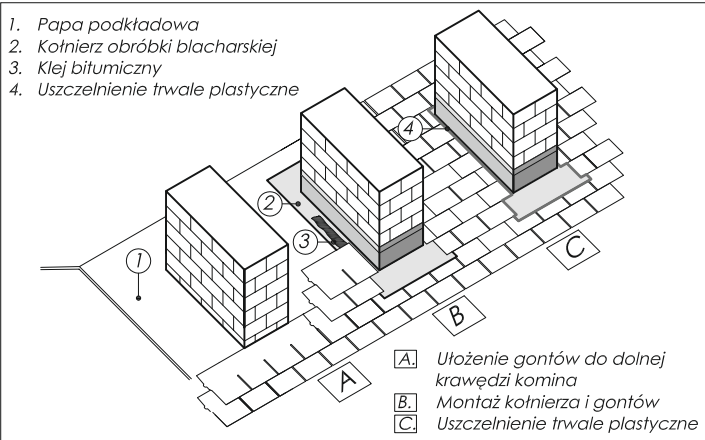 1. Papa podkładowa
2. Kołnierz obróbki blacharskiej
3. Klej bitumiczny
4. Uszczelnienie trwale plastyczne
4
2
3
1
C
B
A
A. Ułożenie gontów do dolnej
krawędzi komina
B. Montaż kołnierza i gontów
C. Uszczelnienie trwale plastyczne